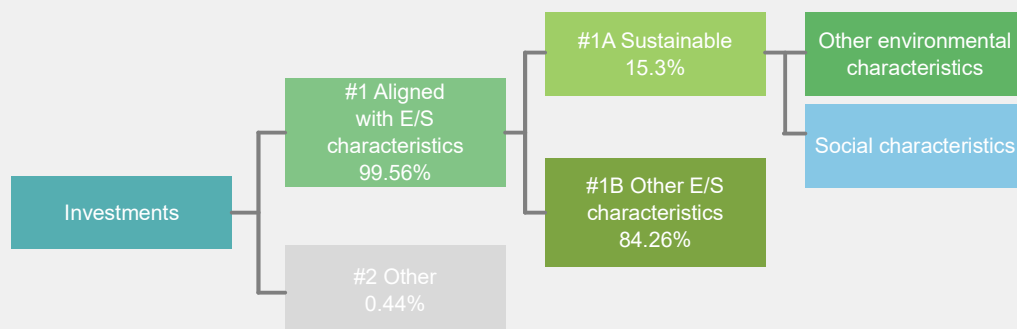 Investments
#1 Aligned
with E/S
characteristics
99.56%
#2 Other
0.44%
#1A Sustainable
15.3%
#1B Other E/S
characteristics
84.26%
Other environmental
characteristics
Social characteristics